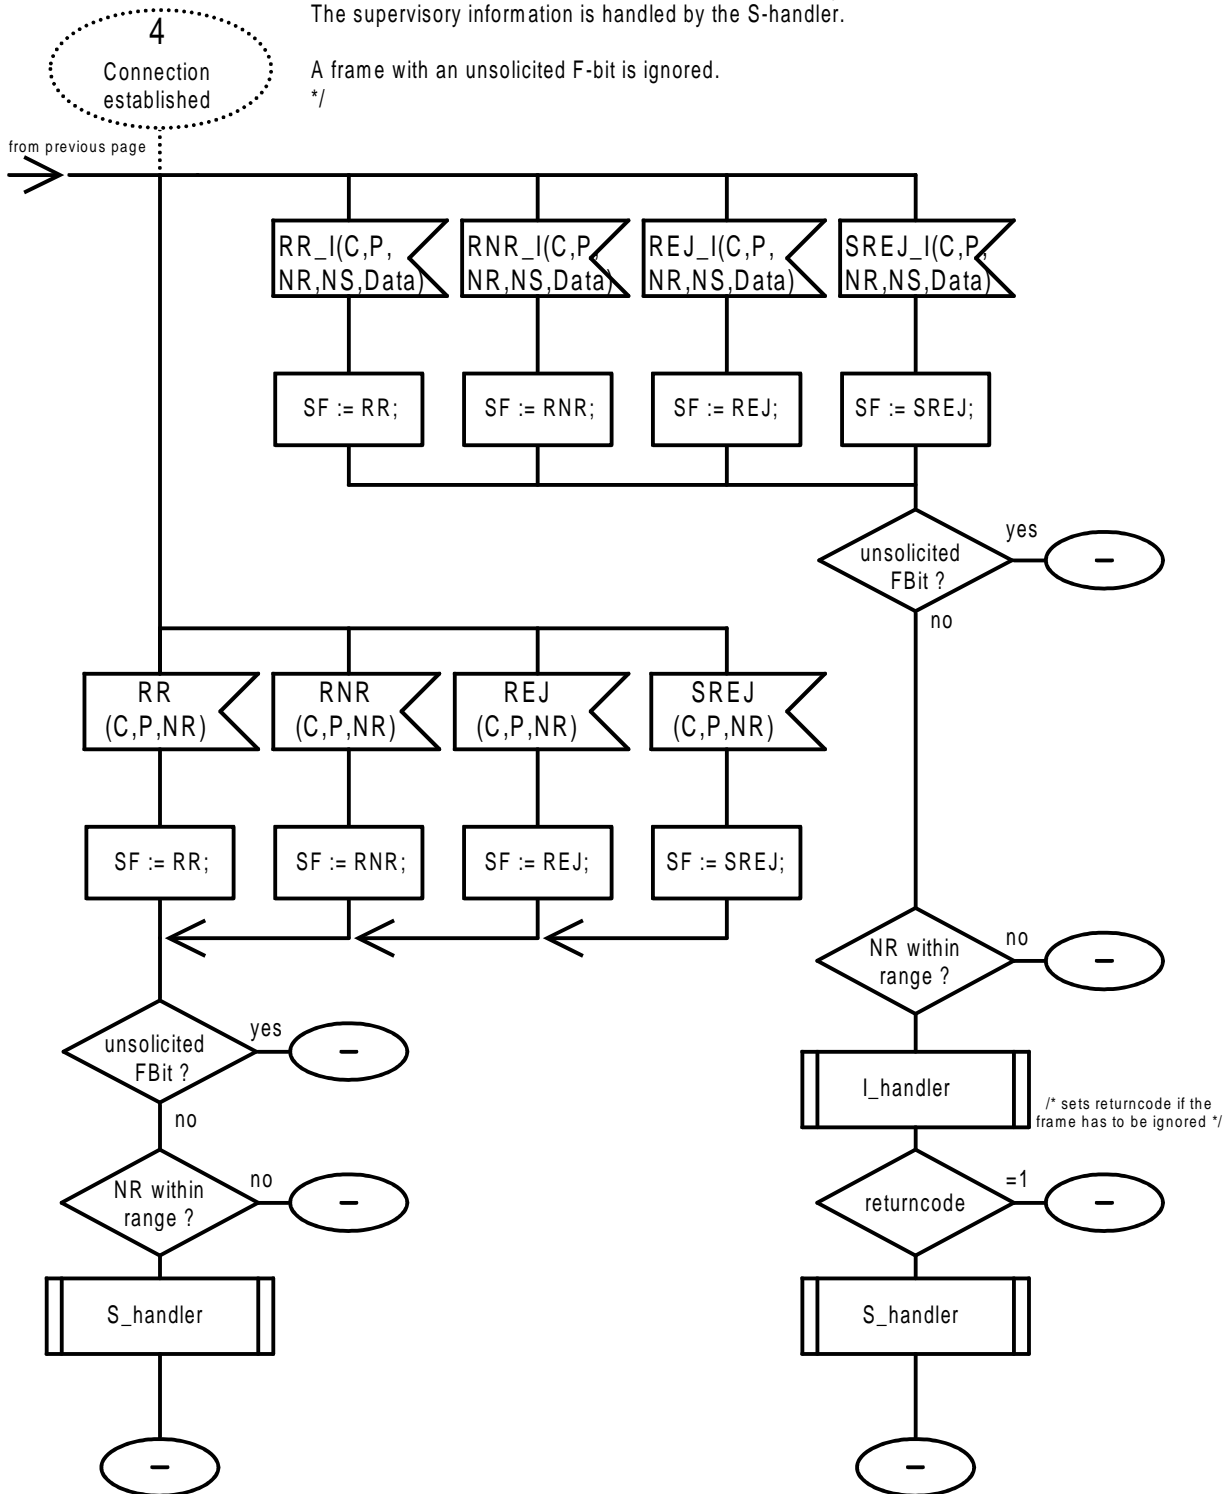 The supervisory information is handled by the S-handler.
4
Connection
established
A frame with an unsolicited F-bit is ignored.
*/
from previous page
RR_I(C,P,
NR,NS,Data)
RNR_I(C,P,
NR,NS,Data)
REJ_I(C,P,
NR,NS,Data)
SREJ_I(C,P,
NR,NS,Data)
SF := RR;
SF := RNR;
SF := REJ;
SF := SREJ;
unsolicited
FBit ?
yes
–
no
RR
(C,P,NR)
RNR
(C,P,NR)
REJ
(C,P,NR)
SREJ
(C,P,NR)
SF := RR;
SF := RNR;
SF := REJ;
SF := SREJ;
NR within
range ?
no
–
unsolicited
FBit ?
yes
–
no
I_handler
/* sets returncode if the
frame has to be ignored */
NR within
range ?
no
–
returncode
=1
–
S_handler
S_handler
–
–